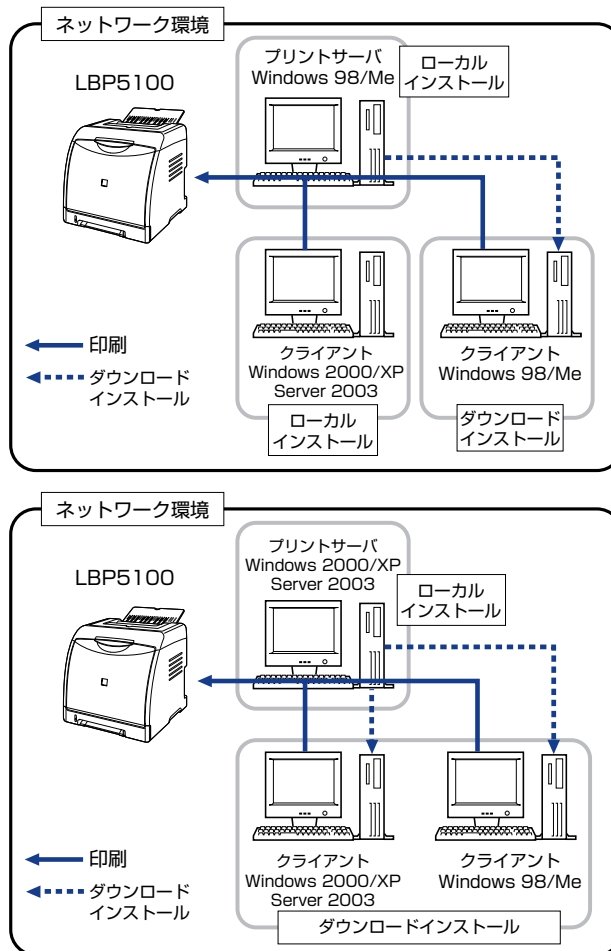 ネットワーク環境
LBP5100
プリントサーバ
Windows 98/Me
ローカル
インストール
クライアント
Windows 2000/XP
Server 2003
ローカル
インストール
クライアント
Windows 98/Me
ダウンロード
インストール
印刷
ダウンロード
インストール
ネットワーク環境
LBP5100
プリントサーバ
Windows 2000/XP
Server 2003
ローカル
インストール
クライアント
Windows 2000/XP
Server 2003
クライアント
Windows 98/Me
ダウンロードインストール
印刷
ダウンロード
インストール